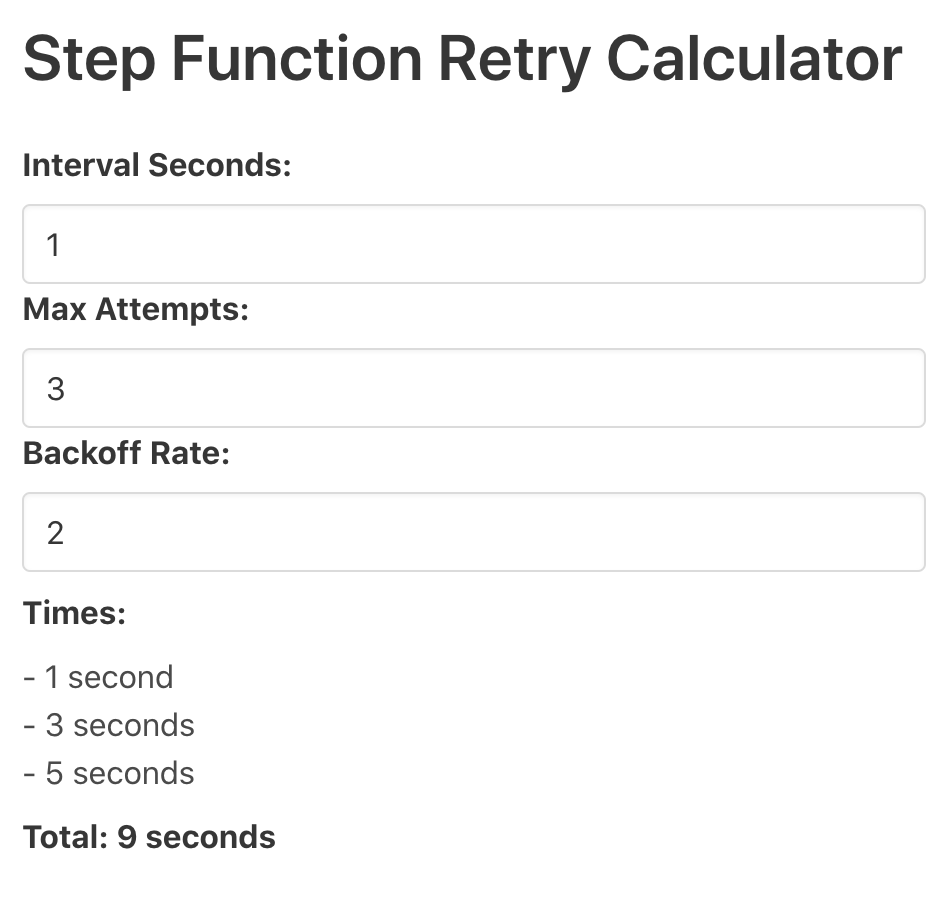 Step Function Retry Calculator
Interval Seconds:
1
Max Attempts:
3
Backoff Rate:
2
Times:
- 1 second
- 3 seconds
- 5 seconds
Total: 9 seconds